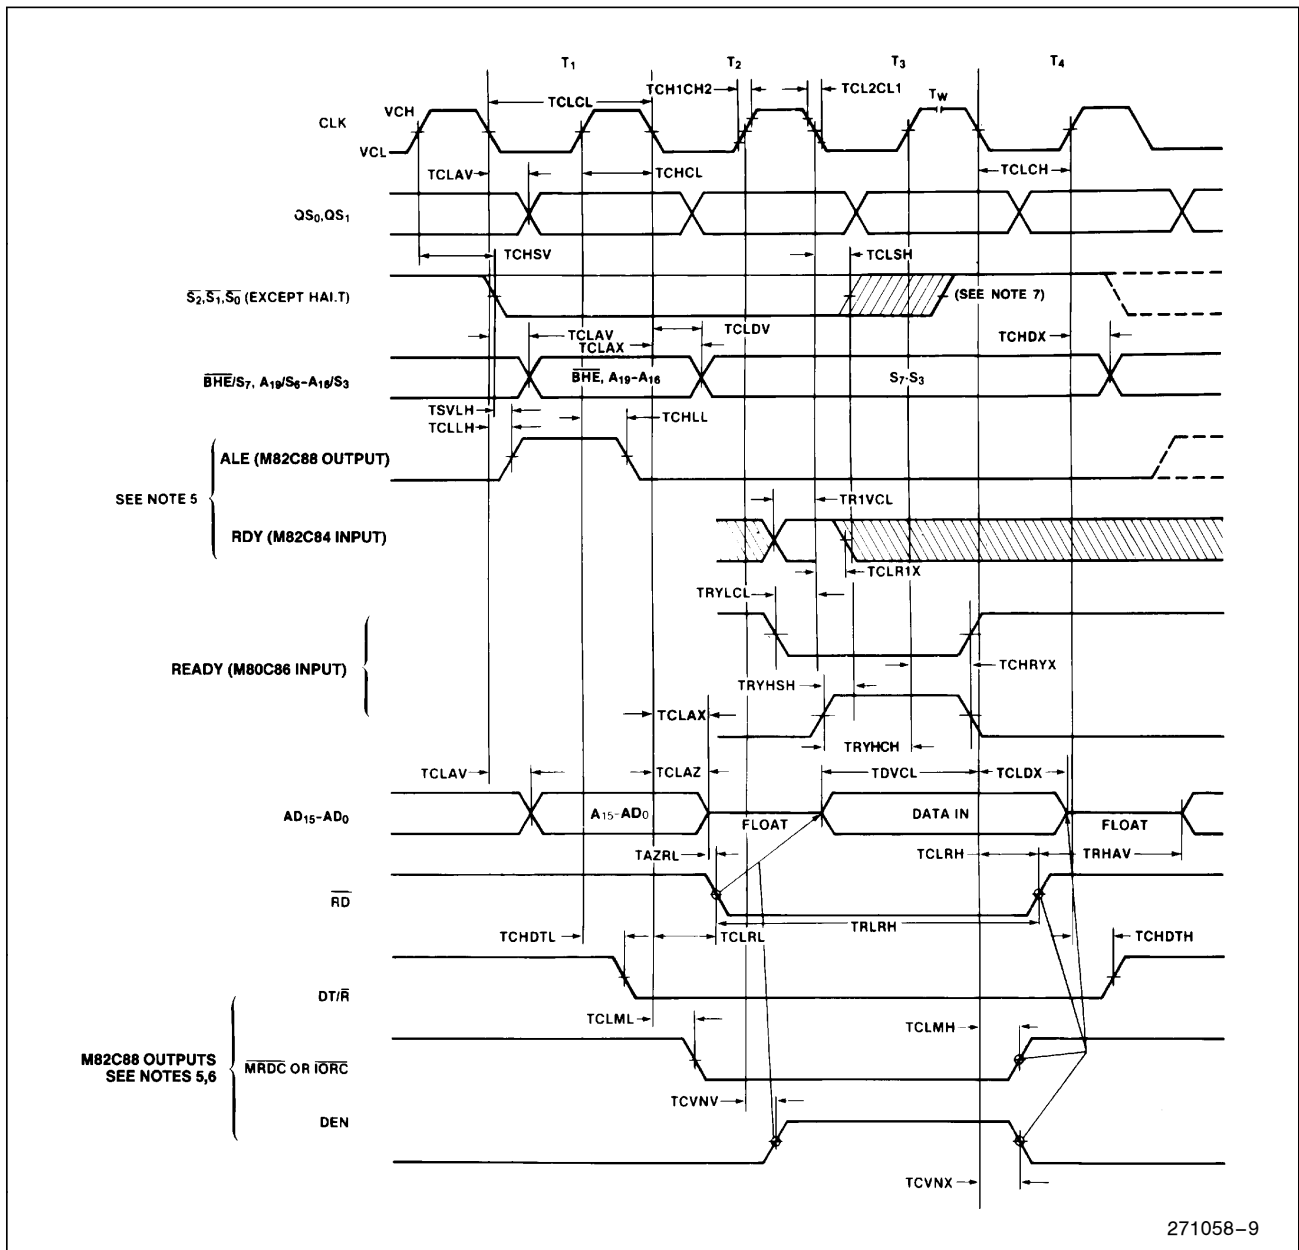 T1 T2 T3 T4
TCLCL TCH1CH2 TCL2CL1 TW
VCH
CLK
VCL
TCLAV TCHCL TCLCH
QS0,QS1
TCHSV TCLSH
S2,S1,S0 (EXCEPT HALT) (SEE NOTE 7)
TCLAV TCLDV TCHDX
TCLAX
BHE/S7, A19/S6-A16/S3 BHE, A19-A16 S7-S3
TSVLH TCHLL
TCLLH
ALE (M82C88 OUTPUT)
SEE NOTE 5 TR1VCL
RDY (M82C84 INPUT)
TCLR1X
TRYLCL
READY (M80C86 INPUT) TCHRYX
TRYHSH
TCLAX
TRYHCH
TCLAV TCLAZ TDVCL TCLDX
AD15-AD0 A15-AD0 FLOAT DATA IN FLOAT
TAZRL TCLRH TRHAV
RD
TRLRH
TCHDTL TCLRL TCHDTH
DT/R
TCLML TCLMH
M82C88 OUTPUTS
SEE NOTES 5,6
MRDC OR IORC
TCVNV
DEN
TCVNX
271058-9